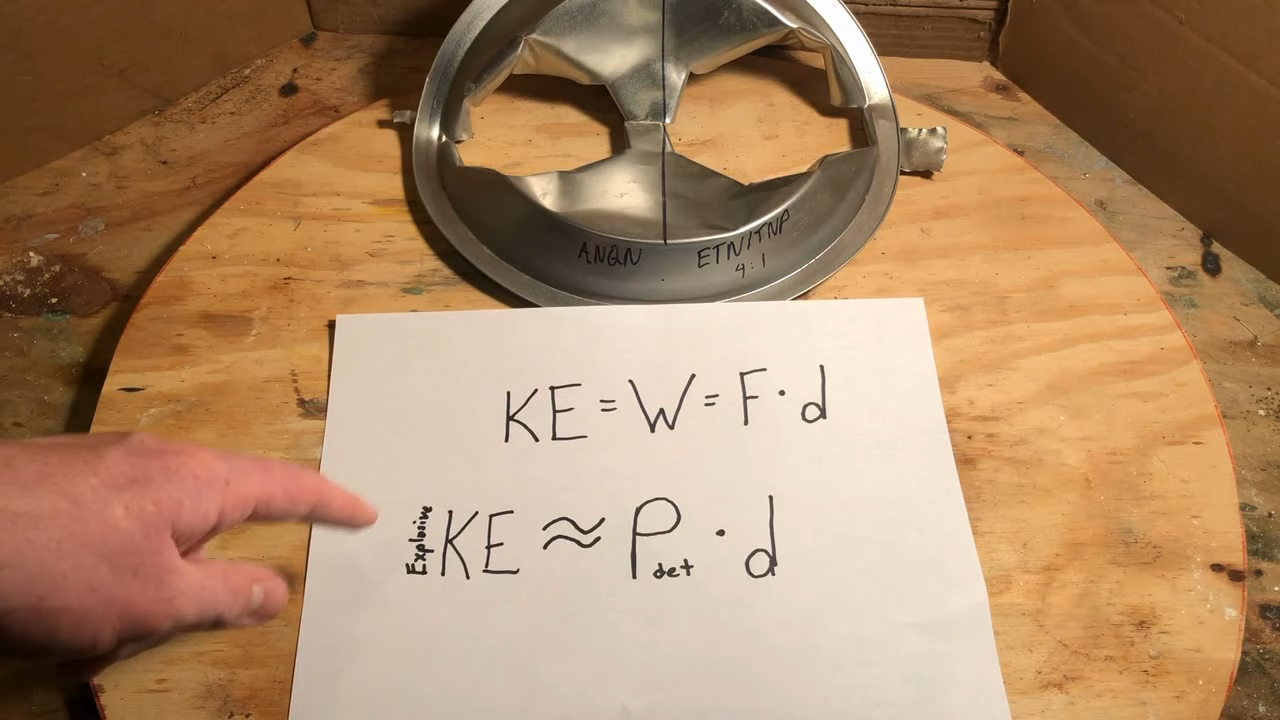 ANQN ETN/TNP
4:1
KE = W = F · d
Explosive KE ≈ P det · d